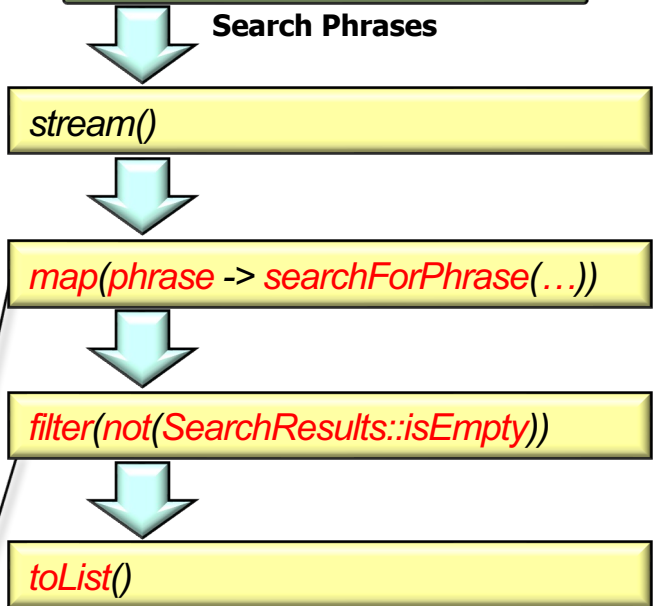 Search Phrases
stream()
map(phrase -> searchForPhrase(…))
filter(not(SearchResults::isEmpty))
toList()